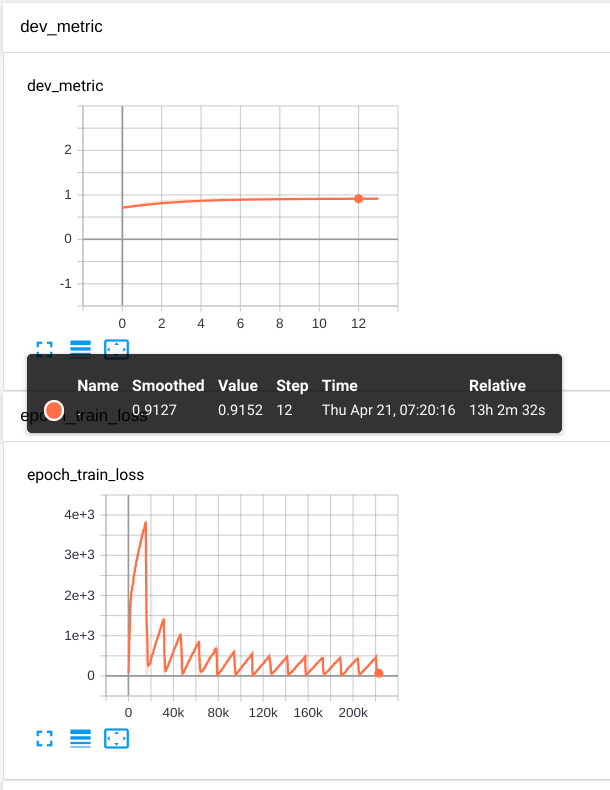 dev_metric
dev_metric
2
1
0
-1
0 2 4 6 8 10 12
Name Smoothed Value Step Time Relative
. 0.9127 0.9152 12 Thu Apr 21, 07:20:16 13h 2m 32s
epoch_train_loss
epoch_train_loss
4e+3
3e+3
2e+3
1e+3
0
0 40k 80k 120k 160k 200k